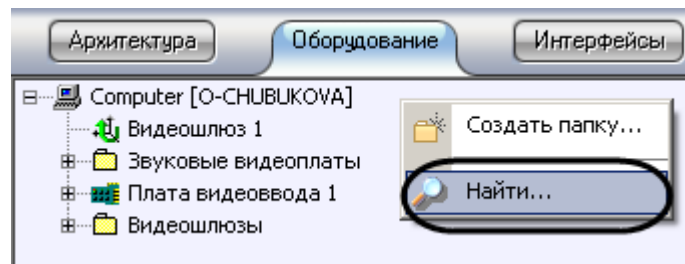 Архитектура Оборудование Интерфейсы
Computer [O-CHUBUKOVA]
Видеошлюз 1
Звуковые видеоплаты
Плата видеоввода 1
Видеошлюзы
Создать папку...
Найти...